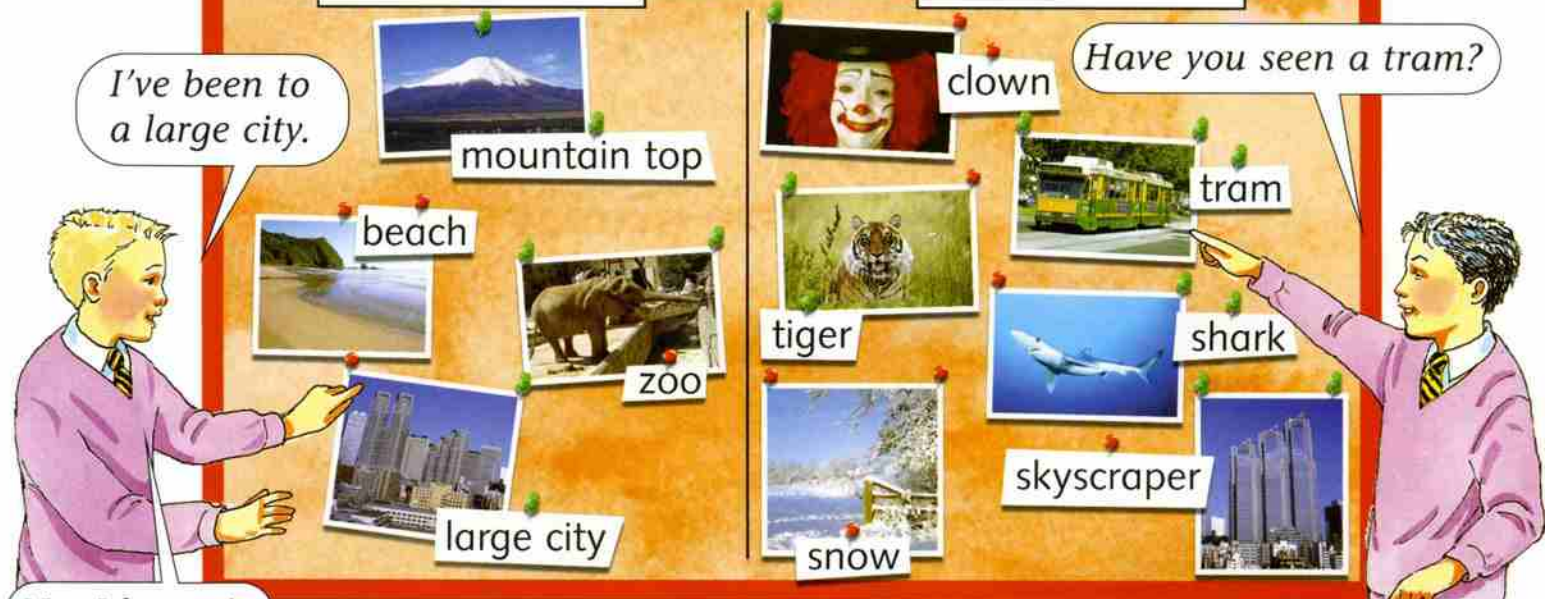 I've been to
a large city.
mountain top
beach
zoo
large city
clown
Have you seen a tram?
tram
tiger
shark
skyscraper
snow